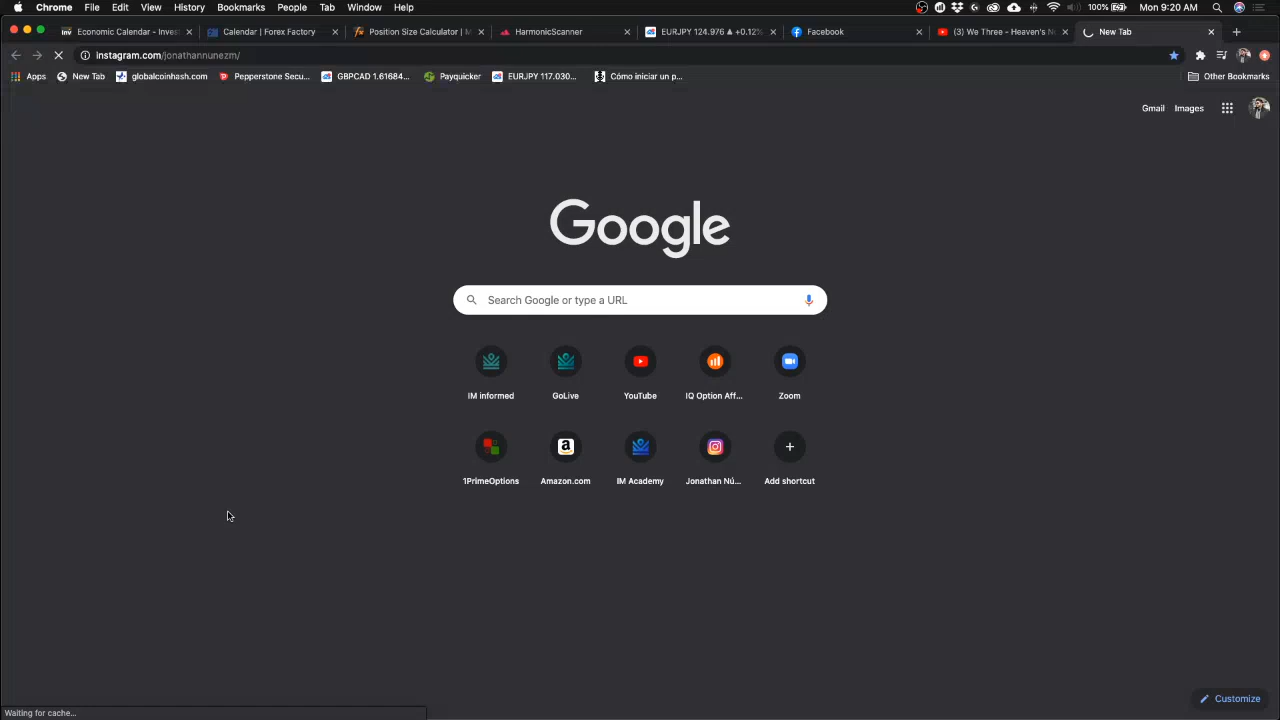 Chrome File Edit View History Bookmarks People Tab Window Help 100% Mon 9:20 AM
Economic Calendar - Inves Calendar | Forex Factory Position Size Calculator | M HarmonicScanner EURJPY 124.976 ▲ +0.12% Facebook (3) We Three - Heaven's N New Tab
instagram.com/jonathannunezm/
Apps New Tab globalcoinhash.com Pepperstone Secu... GBPCAD 1.61684... Payquicker EURJPY 117.030... Cómo iniciar un p... Other Bookmarks
Gmail Images
Google
Search Google or type a URL
IM informed GoLive YouTube IQ Option Aff... Zoom
1PrimeOptions Amazon.com IM Academy Jonathan Nú... Add shortcut
Customize
Waiting for cache...